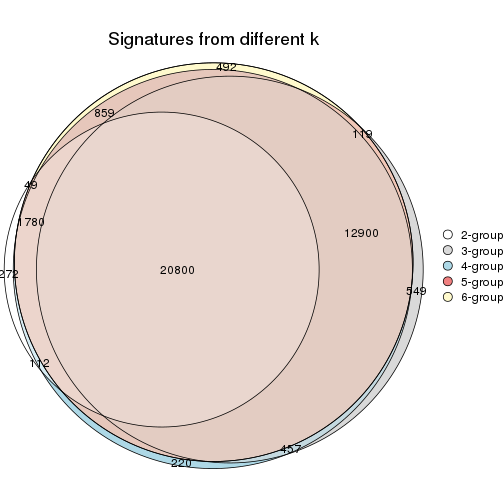 Signatures from different k
492
859
119
49
1780
12900
272
20800
549
112
457
220
2-group
3-group
4-group
5-group
6-group